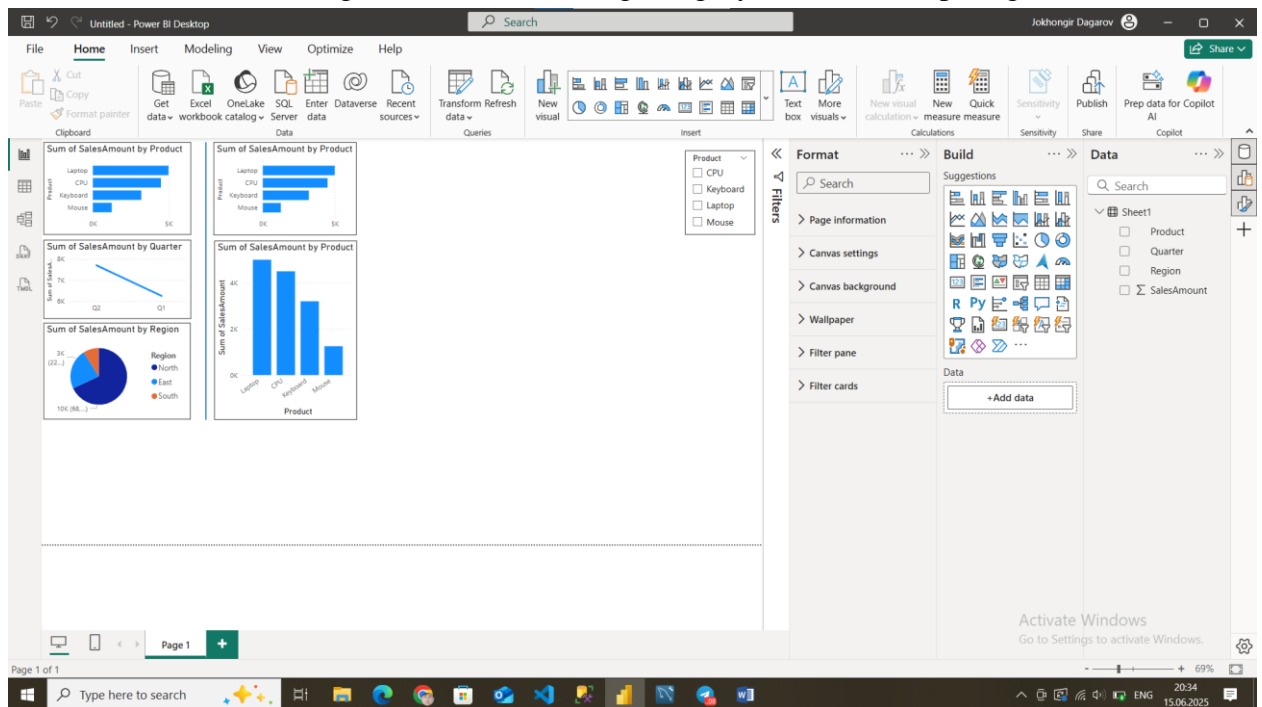 Untitled - Power BI Desktop
Search
Jokhongir Dagarov
File Home Insert Modeling View Optimize Help
Share
Paste
Cut
Copy
Format painter
Clipboard
Get data
Excel workbook
OneLake catalog
SQL Server
Enter data
Dataverse
Recent sources
Data
Transform data
Refresh
Queries
New visual
Text box
More visuals
Insert
New visual calculation
New measure
Quick measure
Calculations
Sensitivity
Sensitivity
Publish
Share
Prep data for AI
Copilot
Copilot
Sum of SalesAmount by Product
Product
Laptop
CPU
Keyboard
Mouse
0K 5K
Sum of SalesAmount by Product
Product
Laptop
CPU
Keyboard
Mouse
0K 5K
Product
CPU
Keyboard
Laptop
Mouse
Sum of SalesAmount by Quarter
Sum of SalesA...
8K
7K
6K
Q2 Q1
Sum of SalesAmount by Product
Sum of SalesAmount
4K
2K
0K
Laptop CPU Keyboard Mouse
Product
Sum of SalesAmount by Region
3K
(22...)
10K (68,...)
Region
North
East
South
Filters
Format
Search
Page information
Canvas settings
Canvas background
Wallpaper
Filter pane
Filter cards
Build
Suggestions
123
R Py
...
Data
+Add data
Data
Search
Sheet1
Product
Quarter
Region
∑ SalesAmount
DAX
TMDL
Activate Windows
Go to Settings to activate Windows.
Page 1
Page 1 of 1
- + 69%
Type here to search
ENG
20:34
15.06.2025